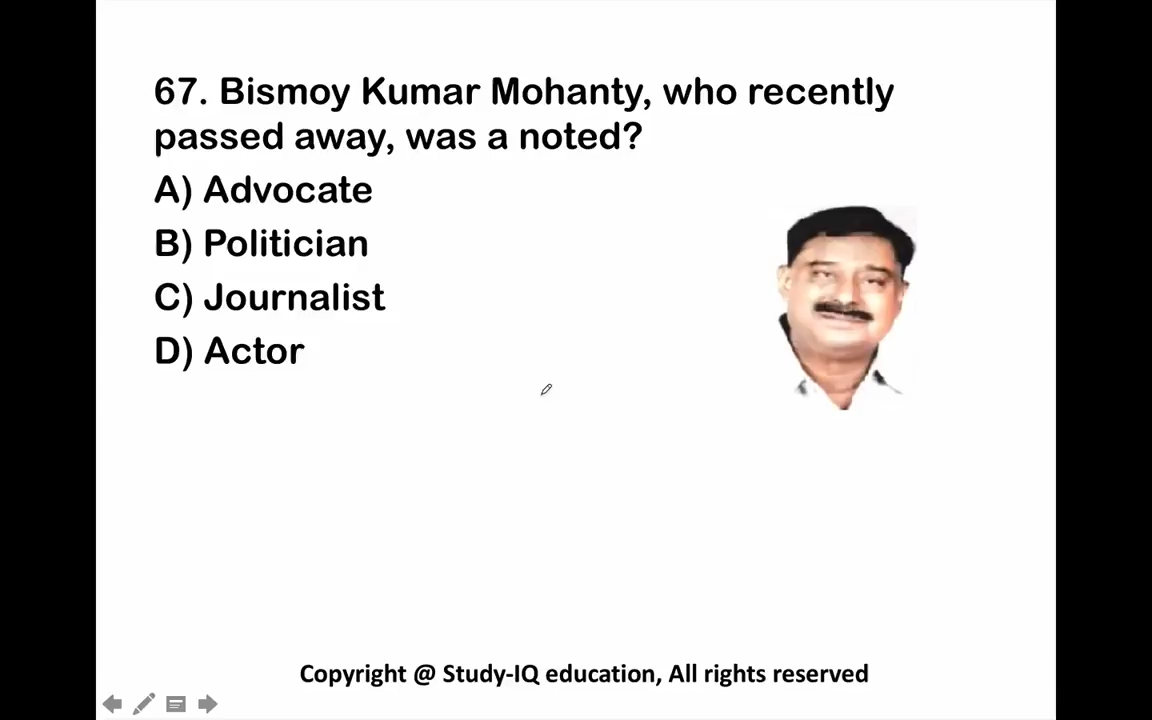 67. Bismoy Kumar Mohanty, who recently
passed away, was a noted?
A) Advocate
B) Politician
C) Journalist
D) Actor
Copyright @ Study-IQ education, All rights reserved